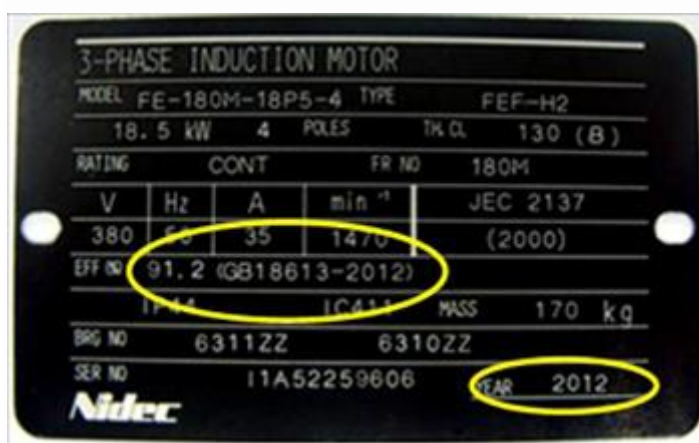 3-PHASE INDUCTION MOTOR
MODEL FE-180M-18P5-4 TYPE FEF-H2
18.5 kW 4 POLES TH.CL 130 (B)
RATING CONT FR NO 180M
V Hz A min⁻¹ JEC 2137
380 50 35 1470 (2000)
EFF (%) 91.2 (GB18613-2012)
IP44 IC411 MASS 170 kg
BRG NO 6311ZZ 6310ZZ
SER NO 11A52259606 YEAR 2012
Nidec